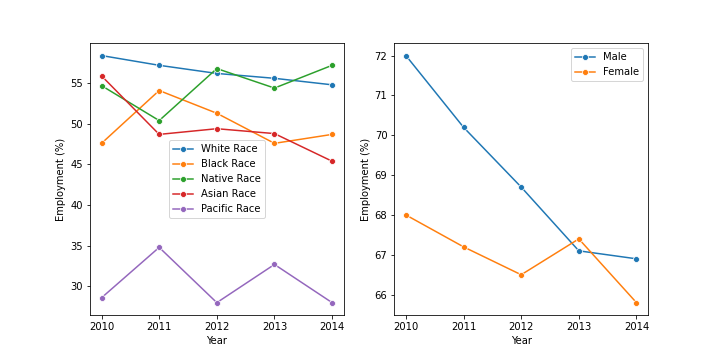 Employment (%)
55
50
45
40
35
30
2010 2011 2012 2013 2014
Year
White Race
Black Race
Native Race
Asian Race
Pacific Race
Employment (%)
72
71
70
69
68
67
66
2010 2011 2012 2013 2014
Year
Male
Female